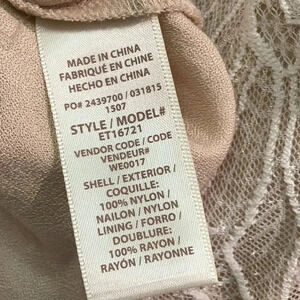 MADE IN CHINA
FABRIQUÉ EN CHINE
HECHO EN CHINA
PO# 2439700 / 031815
1507
STYLE / MODEL#
ET16721
VENDOR CODE / CODE
VENDEUR#
WE0017
SHELL / EXTERIOR /
COQUILLE:
100% NYLON /
NAILON / NYLON
LINING / FORRO /
DOUBLURE:
100% RAYON /
RAYÓN / RAYONNE